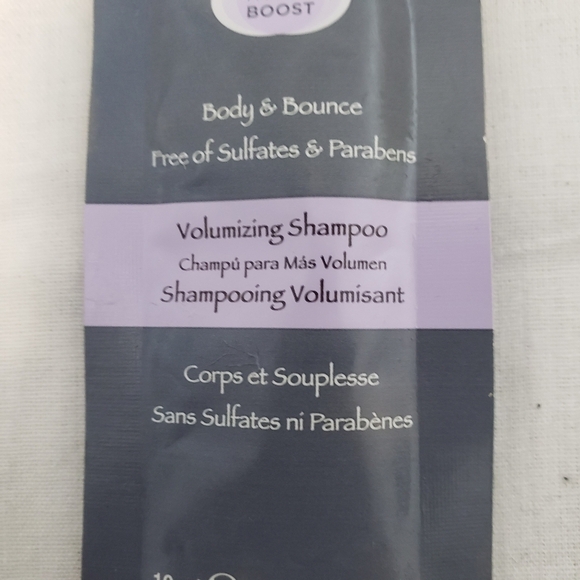 BOOST
Body & Bounce
Free of Sulfates & Parabens
Volumizing Shampoo
Champú para Más Volumen
Shampooing Volumisant
Corps et Souplesse
Sans Sulfates ni Parabènes